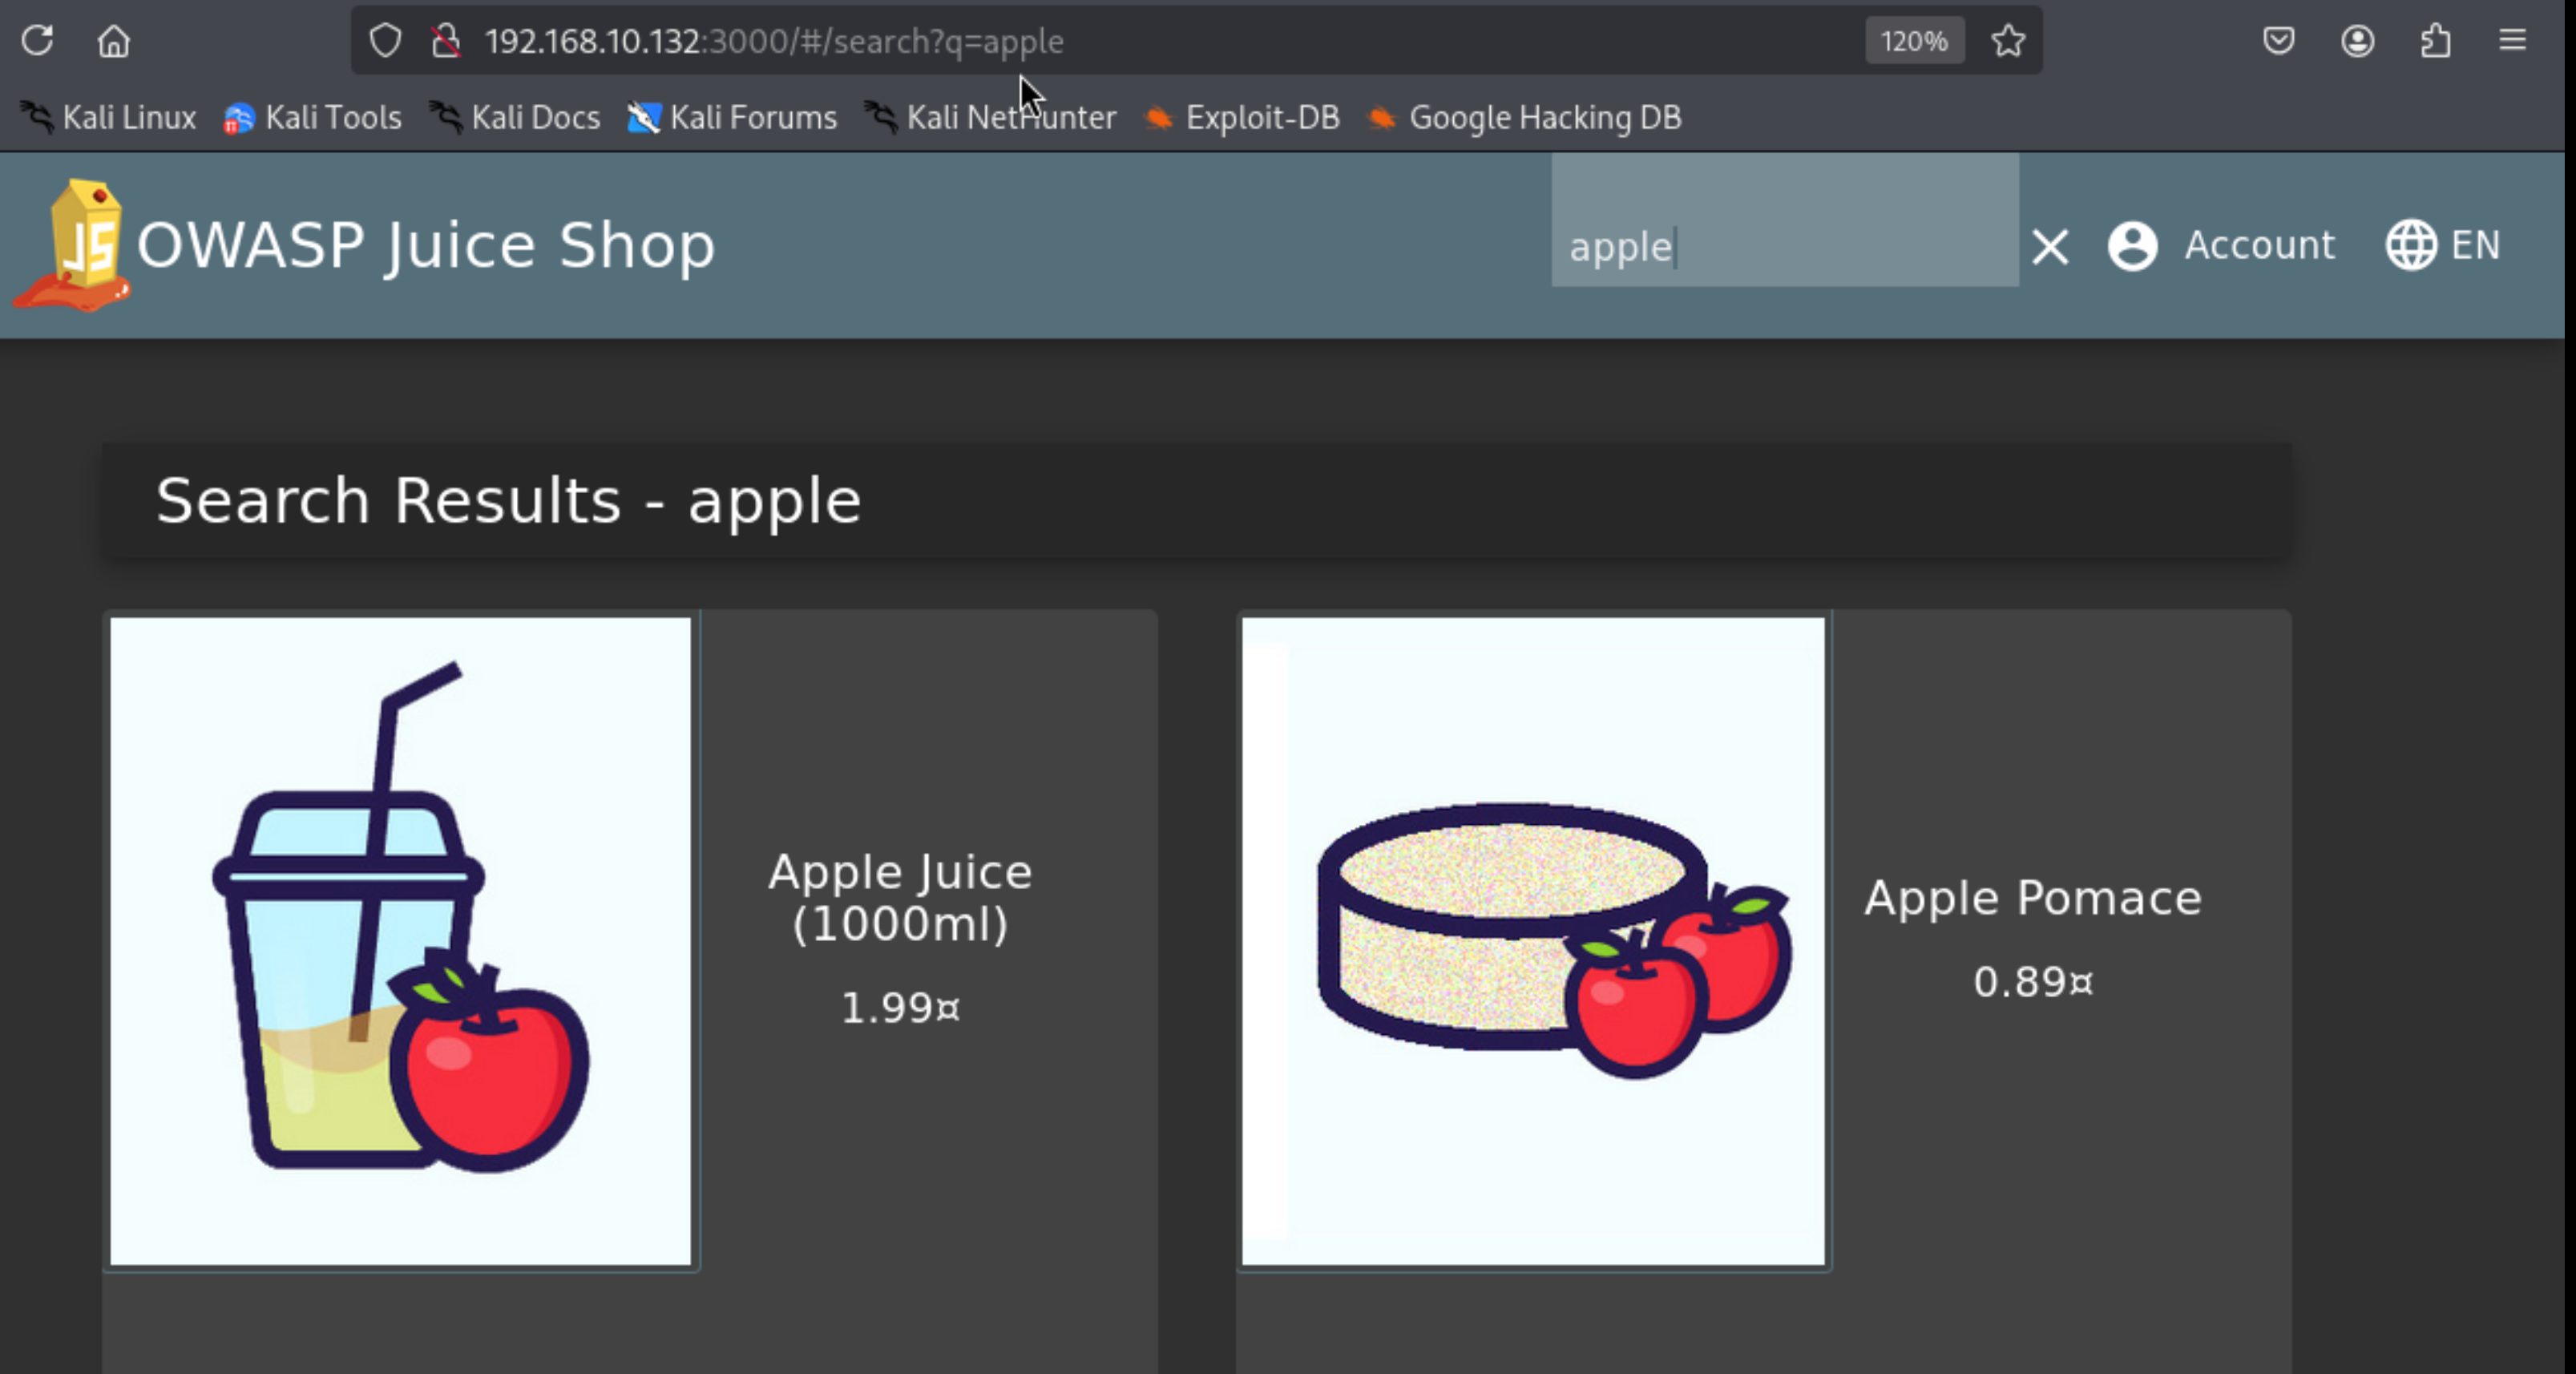 192.168.10.132:3000/#/search?q=apple 120%
Kali Linux Kali Tools Kali Docs Kali Forums Kali NetHunter Exploit-DB Google Hacking DB
JS OWASP Juice Shop apple Account EN
Search Results - apple
Apple Juice
(1000ml)
1.99¤
Apple Pomace
0.89¤